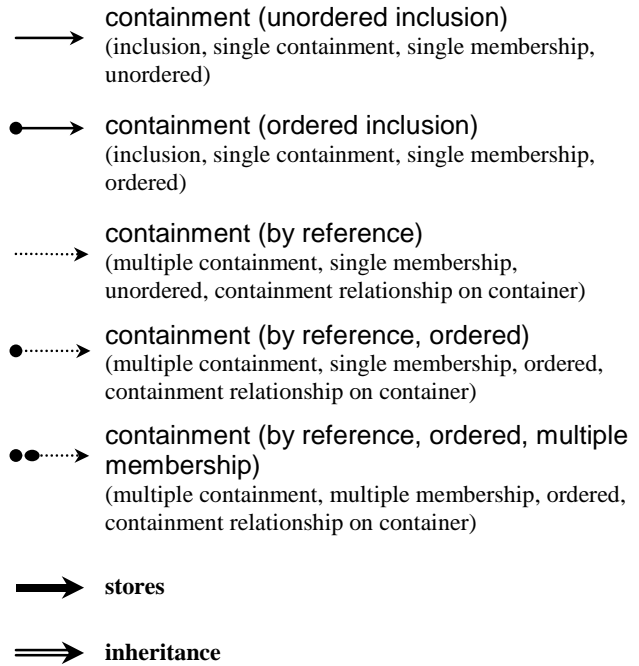 containment (unordered inclusion)
(inclusion, single containment, single membership,
unordered)
containment (ordered inclusion)
(inclusion, single containment, single membership,
ordered)
containment (by reference)
(multiple containment, single membership,
unordered, containment relationship on container)
containment (by reference, ordered)
(multiple containment, single membership, ordered,
containment relationship on container)
containment (by reference, ordered, multiple
membership)
(multiple containment, multiple membership, ordered,
containment relationship on container)
stores
inheritance